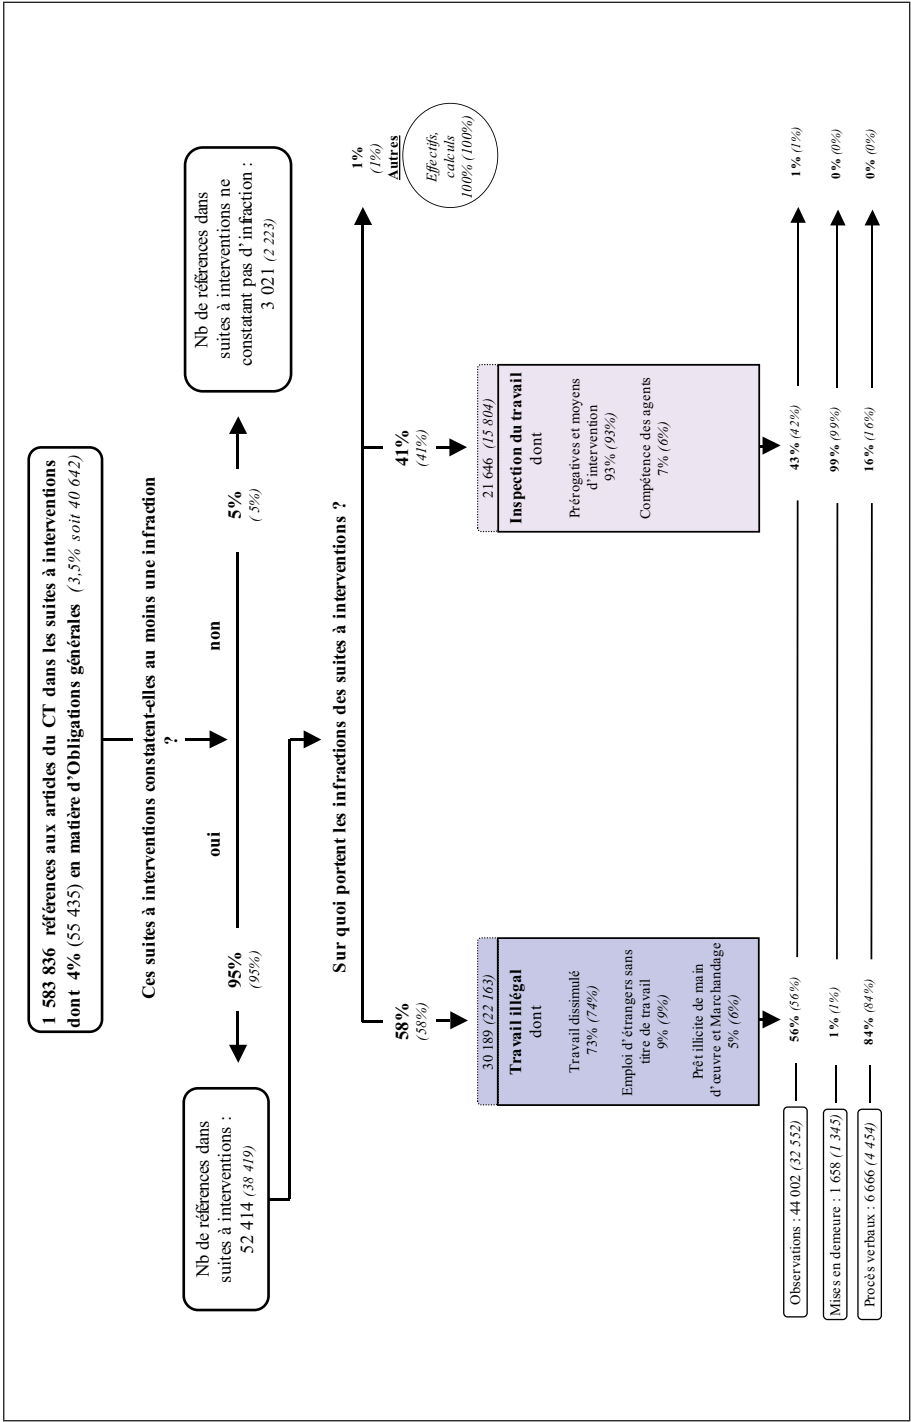 1 583 836 références aux articles du CT dans les suites à interventions
dont 4% (55 435) en matière d'Obligations générales (3,5% soit 40 642)
Ces suites à interventions constatent-elles au moins une infraction
?
oui
non
95%
(95%)
5%
( 5%)
Nb de références dans
suites à interventions :
52 414 (38 419)
Nb de références dans
suites à interventions ne
constatant pas d'infraction :
3 021 (2 223)
Sur quoi portent les infractions des suites à interventions ?
58%
(58%)
41%
(41%)
1%
(1%)
Autres
Effectifs,
calculs
100% (100%)
30 189 (22 163)
Travail illégal
dont
Travail dissimulé
73% (74%)
Emploi d'étrangers sans
titre de travail
9% (9%)
Prêt illicite de main
d'œuvre et Marchandage
5% (6%)
21 646 (15 804)
Inspection du travail
dont
Prérogatives et moyens
d'intervention
93% (93%)
Compétence des agents
7% (6%)
Observations : 44 002 (32 552) 56% (56%) 43% (42%) 1% (1%)
Mises en demeure : 1 658 (1 345) 1% (1%) 99% (99%) 0% (0%)
Procès verbaux : 6 666 (4 454) 84% (84%) 16% (16%) 0% (0%)